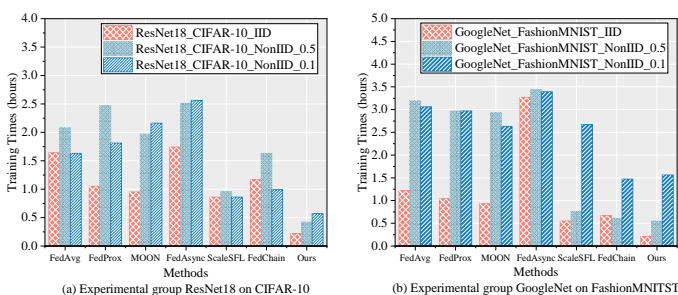 4.0
3.5
3.0
2.5
2.0
1.5
1.0
0.5
0.0
Training Times (hours)
ResNet18_CIFAR-10_IID
ResNet18_CIFAR-10_NonIID_0.5
ResNet18_CIFAR-10_NonIID_0.1
FedAvg FedProx MOON FedAsync ScaleSFL FedChain Ours
Methods
(a) Experimental group ResNet18 on CIFAR-10
5.0
4.5
4.0
3.5
3.0
2.5
2.0
1.5
1.0
0.5
0.0
Training Times (hours)
GoogleNet_FashionMNIST_IID
GoogleNet_FashionMNIST_NonIID_0.5
GoogleNet_FashionMNIST_NonIID_0.1
FedAvg FedProx MOON FedAsync ScaleSFL FedChain Ours
Methods
(b) Experimental group GoogleNet on FashionMNITST